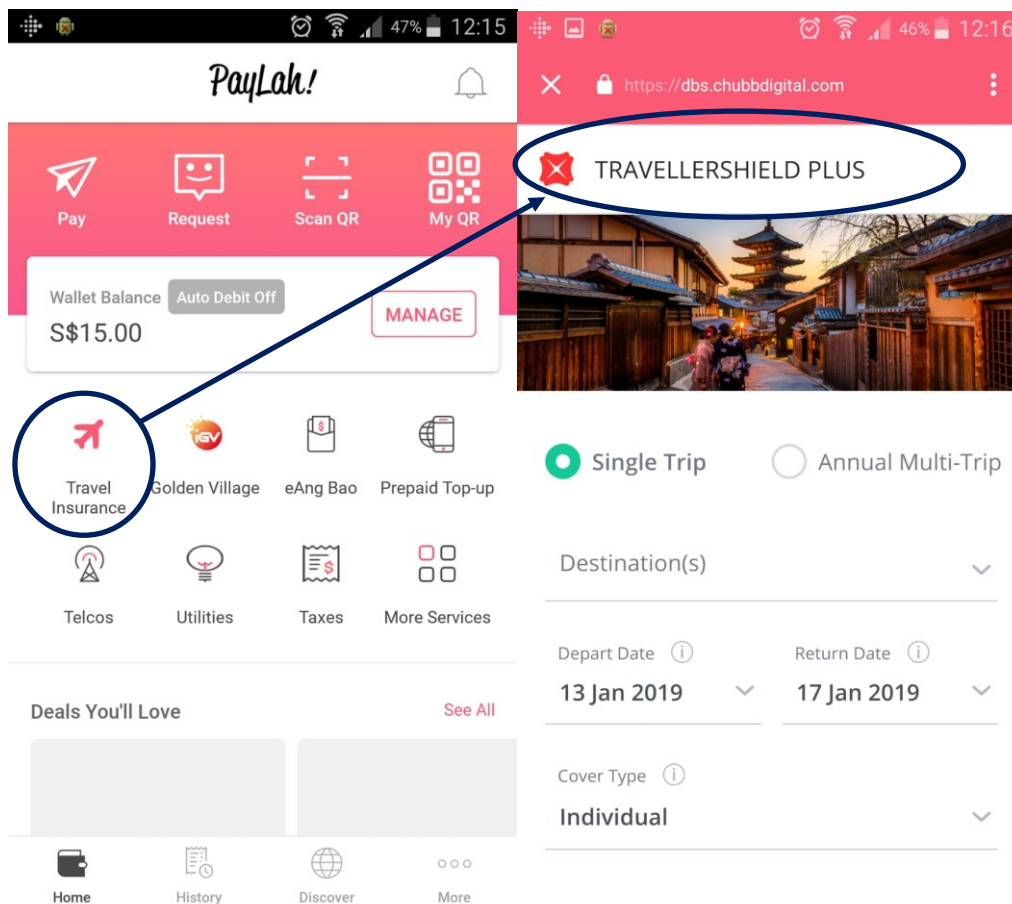 47% 12:15
PayLah!
Pay Request Scan QR My QR
Wallet Balance Auto Debit Off
S$15.00
MANAGE
iGV
Travel Insurance
Golden Village
eAng Bao
Prepaid Top-up
Telcos Utilities Taxes More Services
Deals You'll Love See All
Home History Discover More
46% 12:16
https://dbs.chubbdigital.com
TRAVELLERSHIELD PLUS
Single Trip Annual Multi-Trip
Destination(s)
Depart Date Return Date
13 Jan 2019 17 Jan 2019
Cover Type
Individual